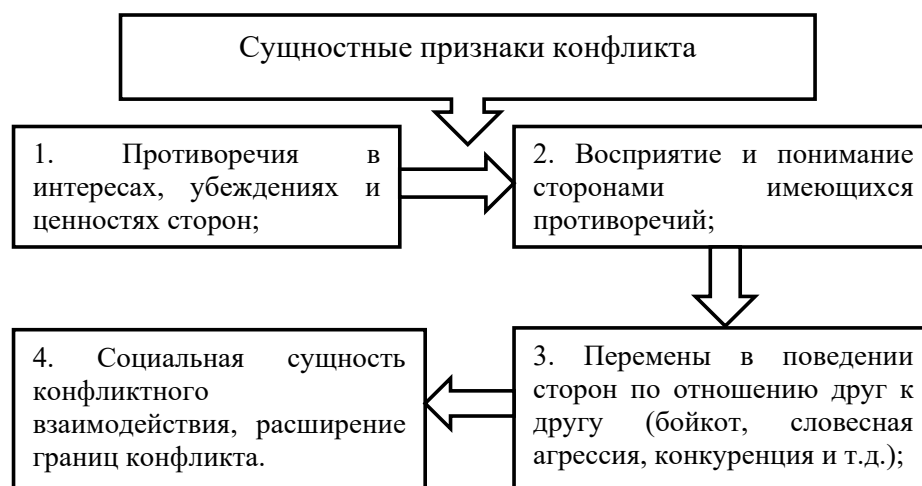 Сущностные признаки конфликта
1. Противоречия в
интересах, убеждениях и
ценностях сторон;
2. Восприятие и понимание
сторонами имеющихся
противоречий;
3. Перемены в поведении
сторон по отношению друг к
другу (бойкот, словесная
агрессия, конкуренция и т.д.);
4. Социальная сущность
конфликтного
взаимодействия, расширение
границ конфликта.